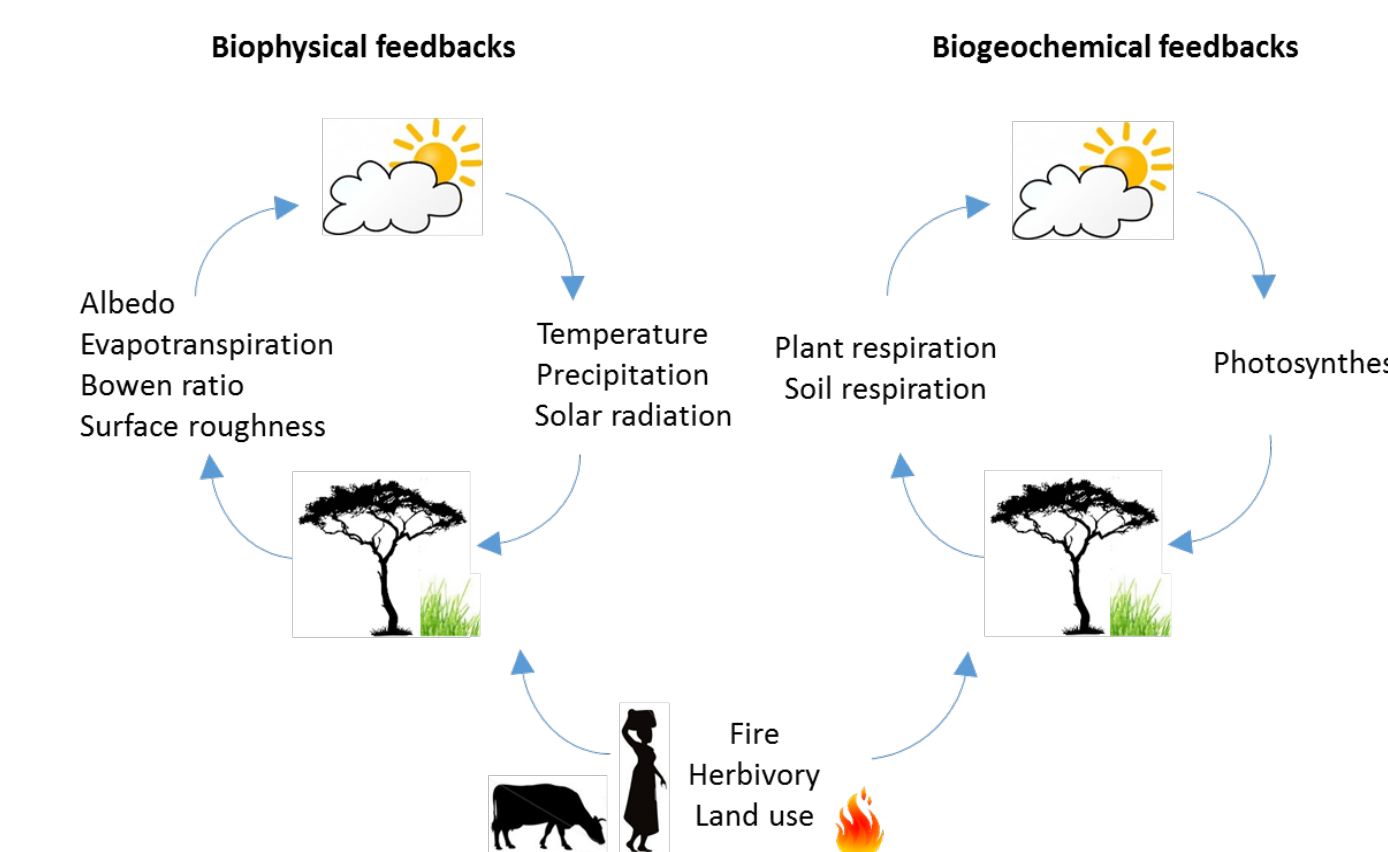 Biophysical feedbacks
Biogeochemical feedbacks
Albedo
Evapotranspiration
Bowen ratio
Surface roughness
Temperature
Precipitation
Solar radiation
Plant respiration
Soil respiration
Photosynthes
Fire
Herbivory
Land use